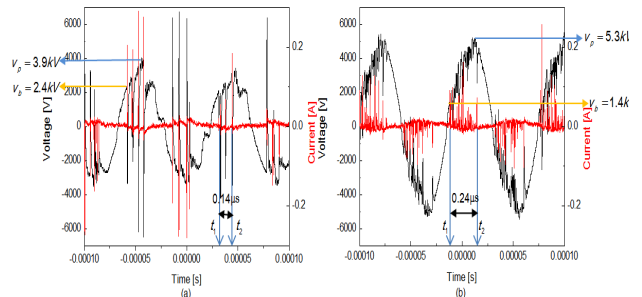 6000
4000
2000
0
-2000
-4000
-6000
Voltage [V]
v_p = 3.9kV
v_b = 2.4kV
0.2
0.0
-0.2
Current [A]
0.14µs
t_1
t_2
-0.00010
-0.00005
0.00000
0.00005
0.00010
Time [s]
(a)
6000
4000
2000
0
-2000
-4000
-6000
Voltage [V]
v_p = 5.3kV
v_b = 1.4k
0.2
0.0
-0.2
Current [A]
0.24µs
t_1
t_2
-0.00010
-0.00005
0.00000
0.00005
0.00010
Time [s]
(b)